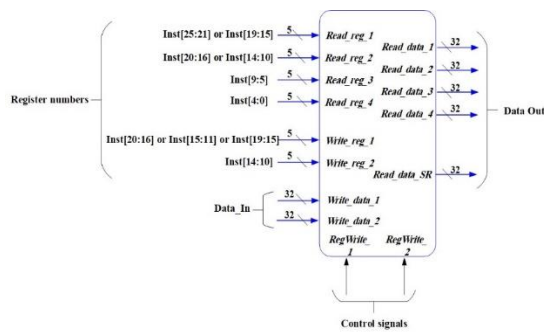 Inst[25:21] or Inst[19:15] 5 Read_reg_1
Read_data_1 32
Inst[20:16] or Inst[14:10] 5 Read_reg_2
Read_data_2 32
Inst[9:5] 5 Read_reg_3
Read_data_3 32
Inst[4:0] 5 Read_reg_4
Read_data_4 32
Register numbers
Data Out
Inst[20:16] or Inst[15:11] or Inst[19:15] 5 Write_reg_1
Inst[14:10] 5 Write_reg_2
Read_data_SR 32
Data_In
32 Write_data_1
32 Write_data_2
RegWrite_
1
RegWrite_
2
Control signals